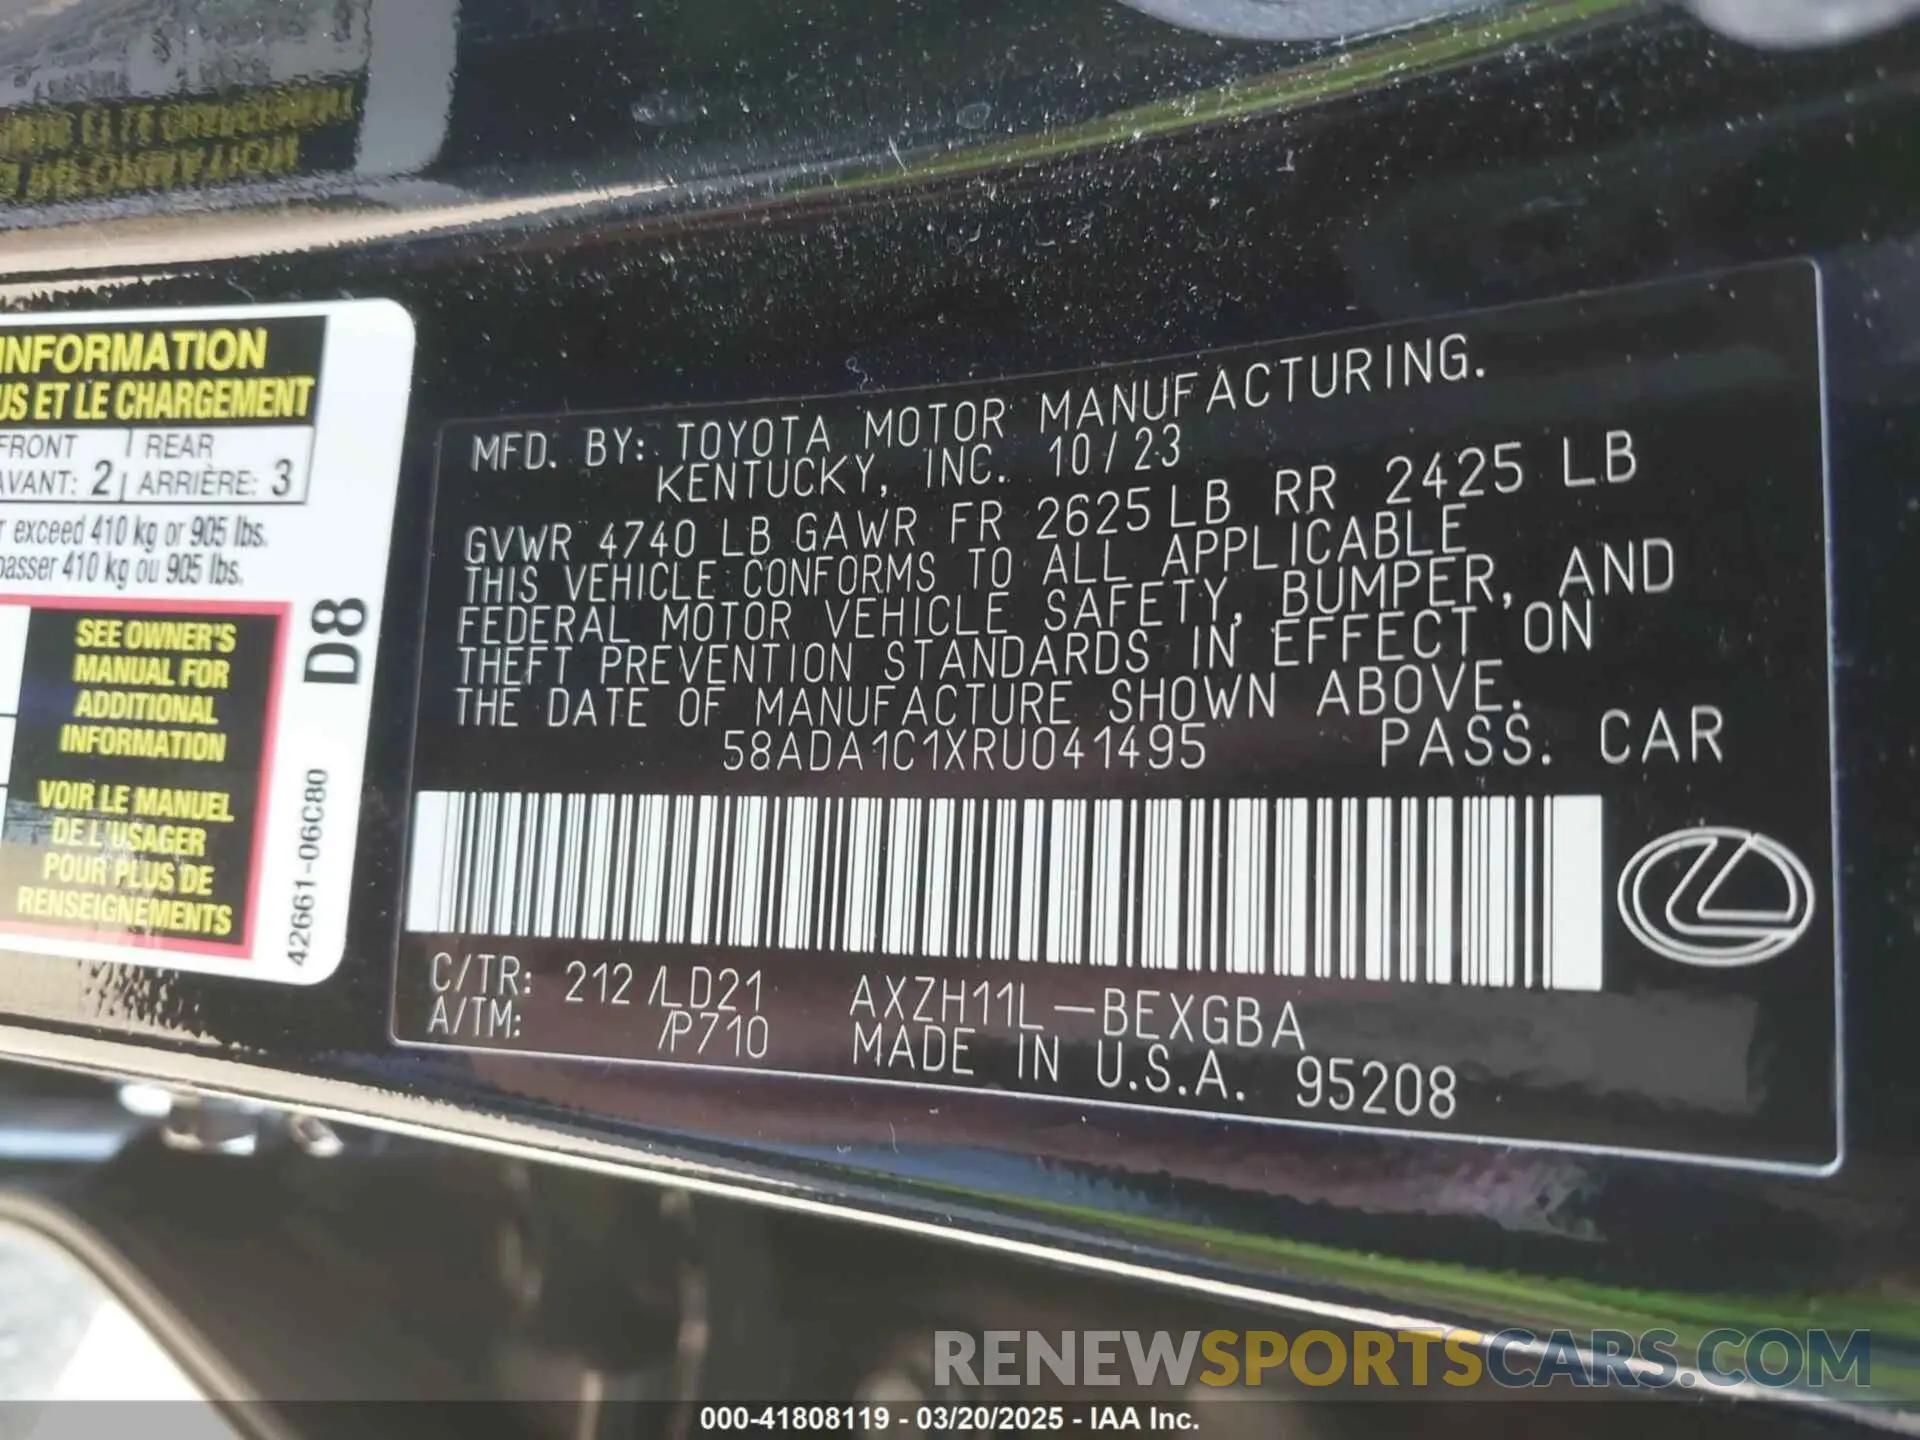 INFORMATION
US ET LE CHARGEMENT
FRONT REAR
AVANT: 2 ARRIÈRE: 3
r exceed 410 kg or 905 lbs.
passer 410 kg ou 905 lbs.
SEE OWNER'S
MANUAL FOR
ADDITIONAL
INFORMATION
VOIR LE MANUEL
DE L'USAGER
POUR PLUS DE
RENSEIGNEMENTS
D8
42661-06C80
MFD. BY: TOYOTA MOTOR MANUFACTURING.
KENTUCKY, INC. 10/23
GVWR 4740 LB GAWR FR 2625 LB RR 2425 LB
THIS VEHICLE CONFORMS TO ALL APPLICABLE
FEDERAL MOTOR VEHICLE SAFETY, BUMPER, AND
THEFT PREVENTION STANDARDS IN EFFECT ON
THE DATE OF MANUFACTURE SHOWN ABOVE.
58ADA1C1XRU041495 PASS. CAR
C/TR: 212 /LD21 AXZH11L-BEXGBA
A/TM: /P710 MADE IN U.S.A. 95208
RENEWSPORTSCARS.COM
000-41808119 - 03/20/2025 - IAA Inc.